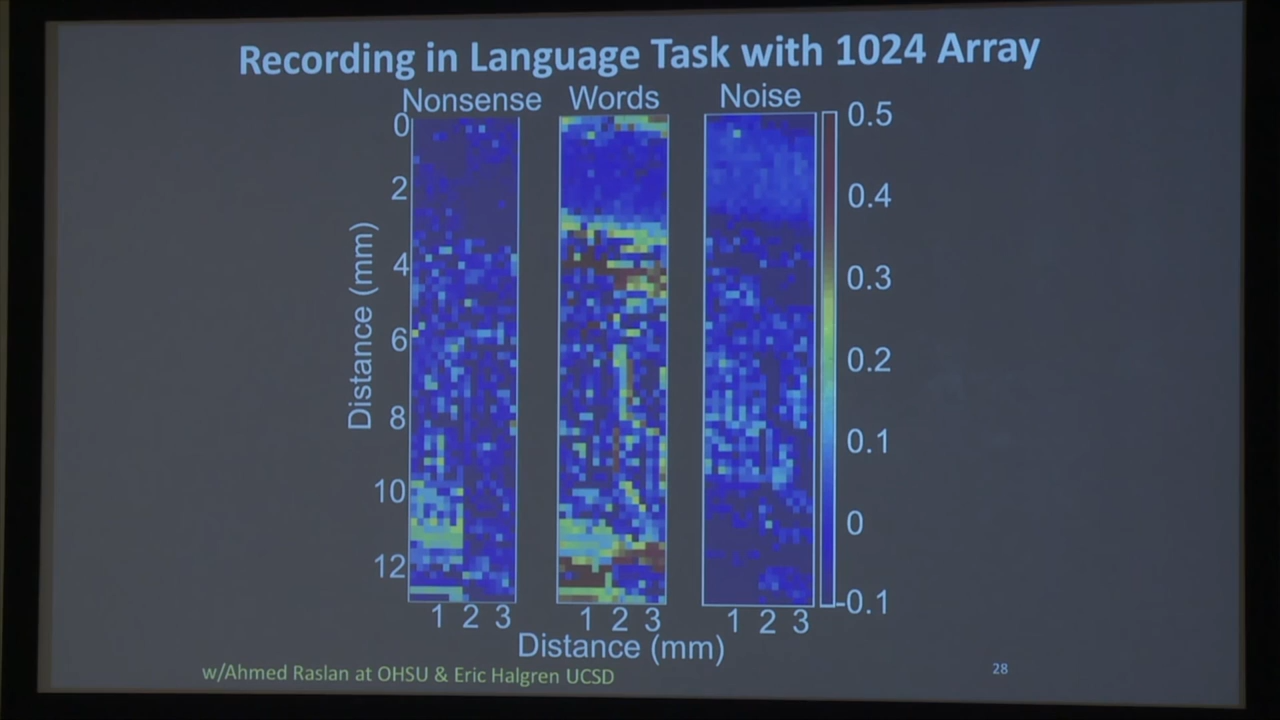 Recording in Language Task with 1024 Array
Nonsense Words Noise
0
2
4
6
8
10
12
Distance (mm)
0.5
0.4
0.3
0.2
0.1
0
-0.1
1 2 3 1 2 3 1 2 3
Distance (mm)
w/Ahmed Raslan at OHSU & Eric Halgren UCSD
28